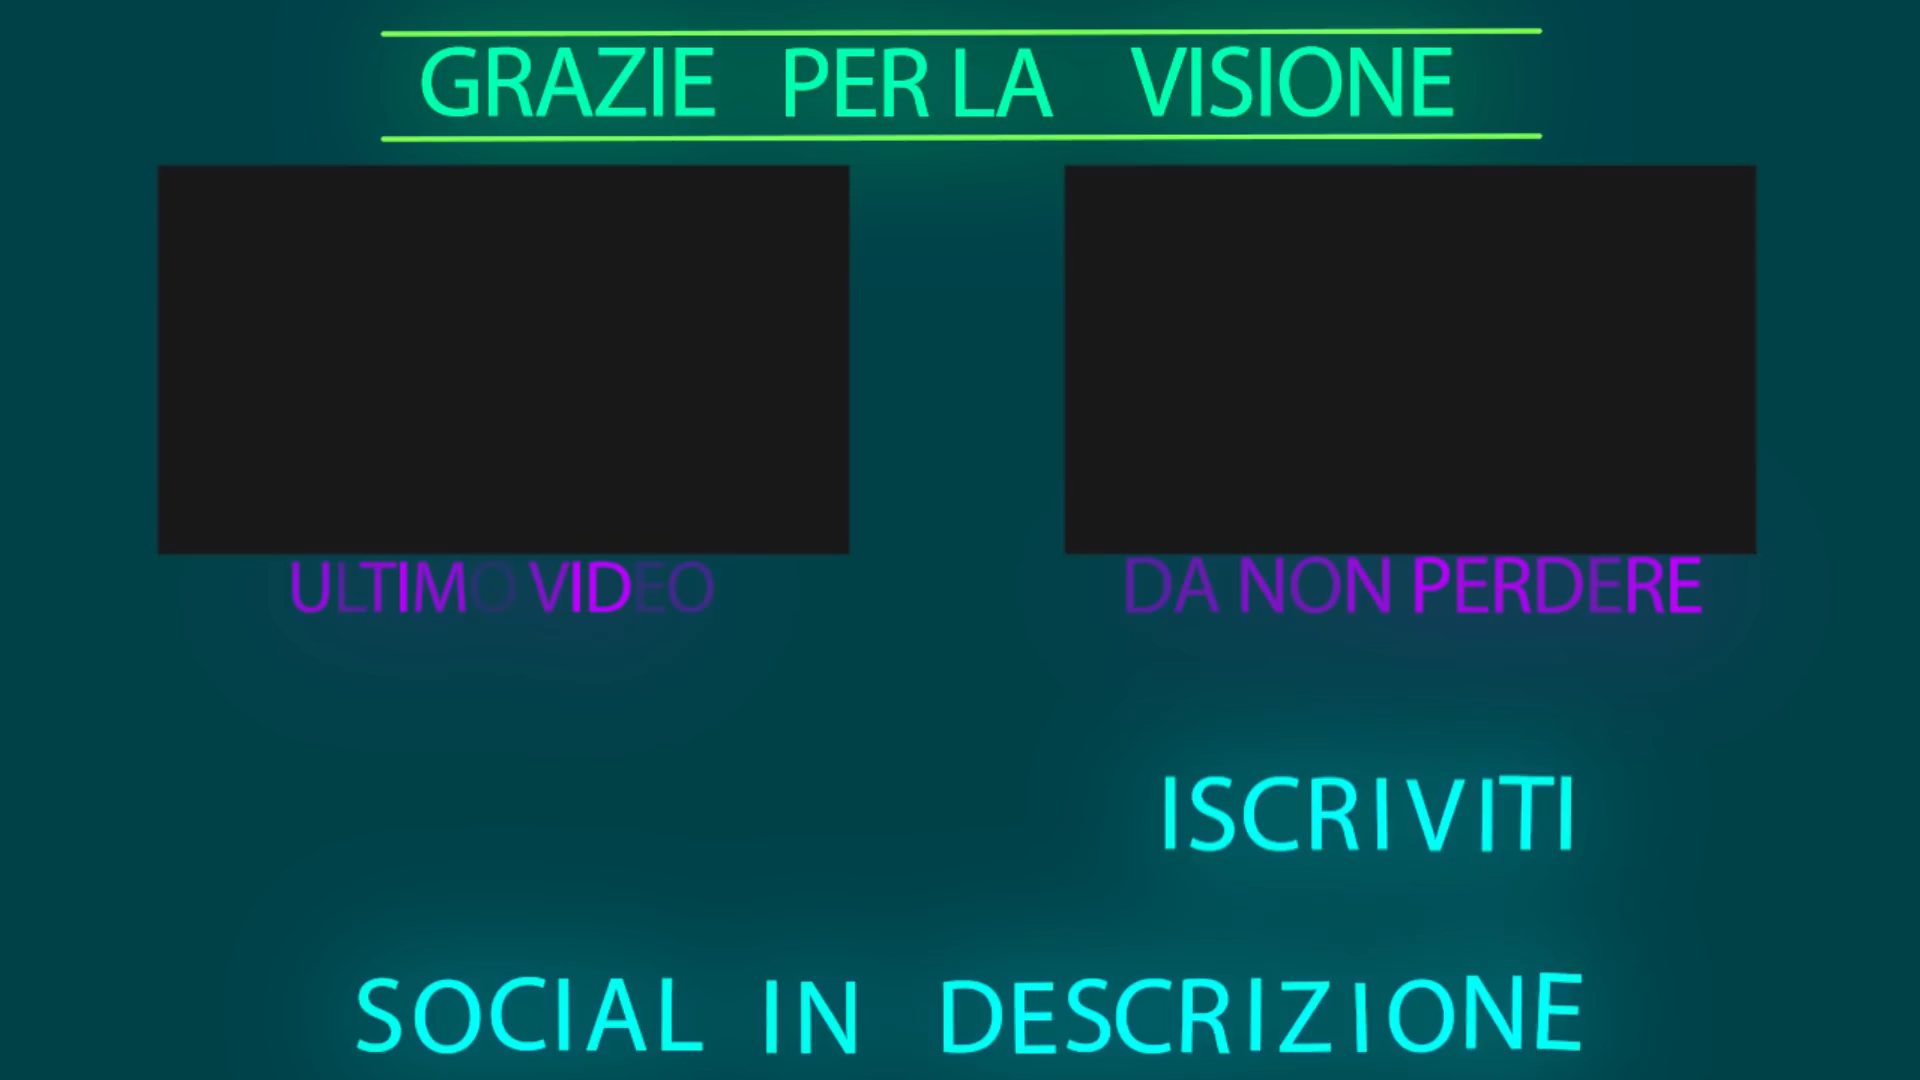 GRAZIE PER LA VISIONE
ULTIMO VIDEO
DA NON PERDERE
ISCRIVITI
SOCIAL IN DESCRIZIONE